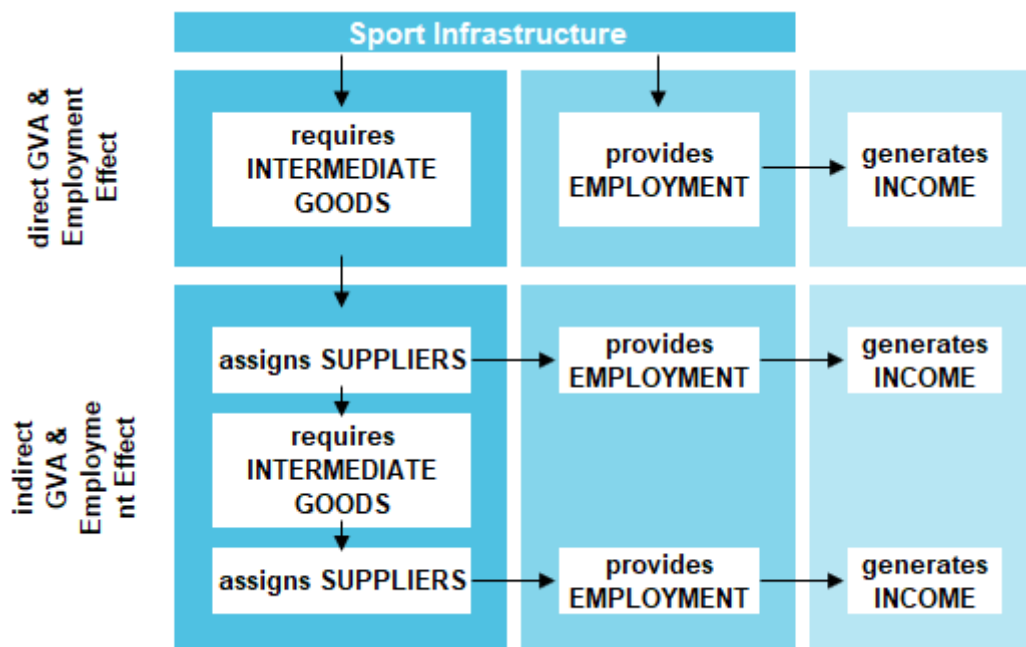 Sport Infrastructure
direct GVA &
Employment
Effect
requires
INTERMEDIATE
GOODS
provides
EMPLOYMENT
generates
INCOME
indirect
GVA &
Employme
nt Effect
assigns SUPPLIERS
provides
EMPLOYMENT
generates
INCOME
requires
INTERMEDIATE
GOODS
assigns SUPPLIERS
provides
EMPLOYMENT
generates
INCOME